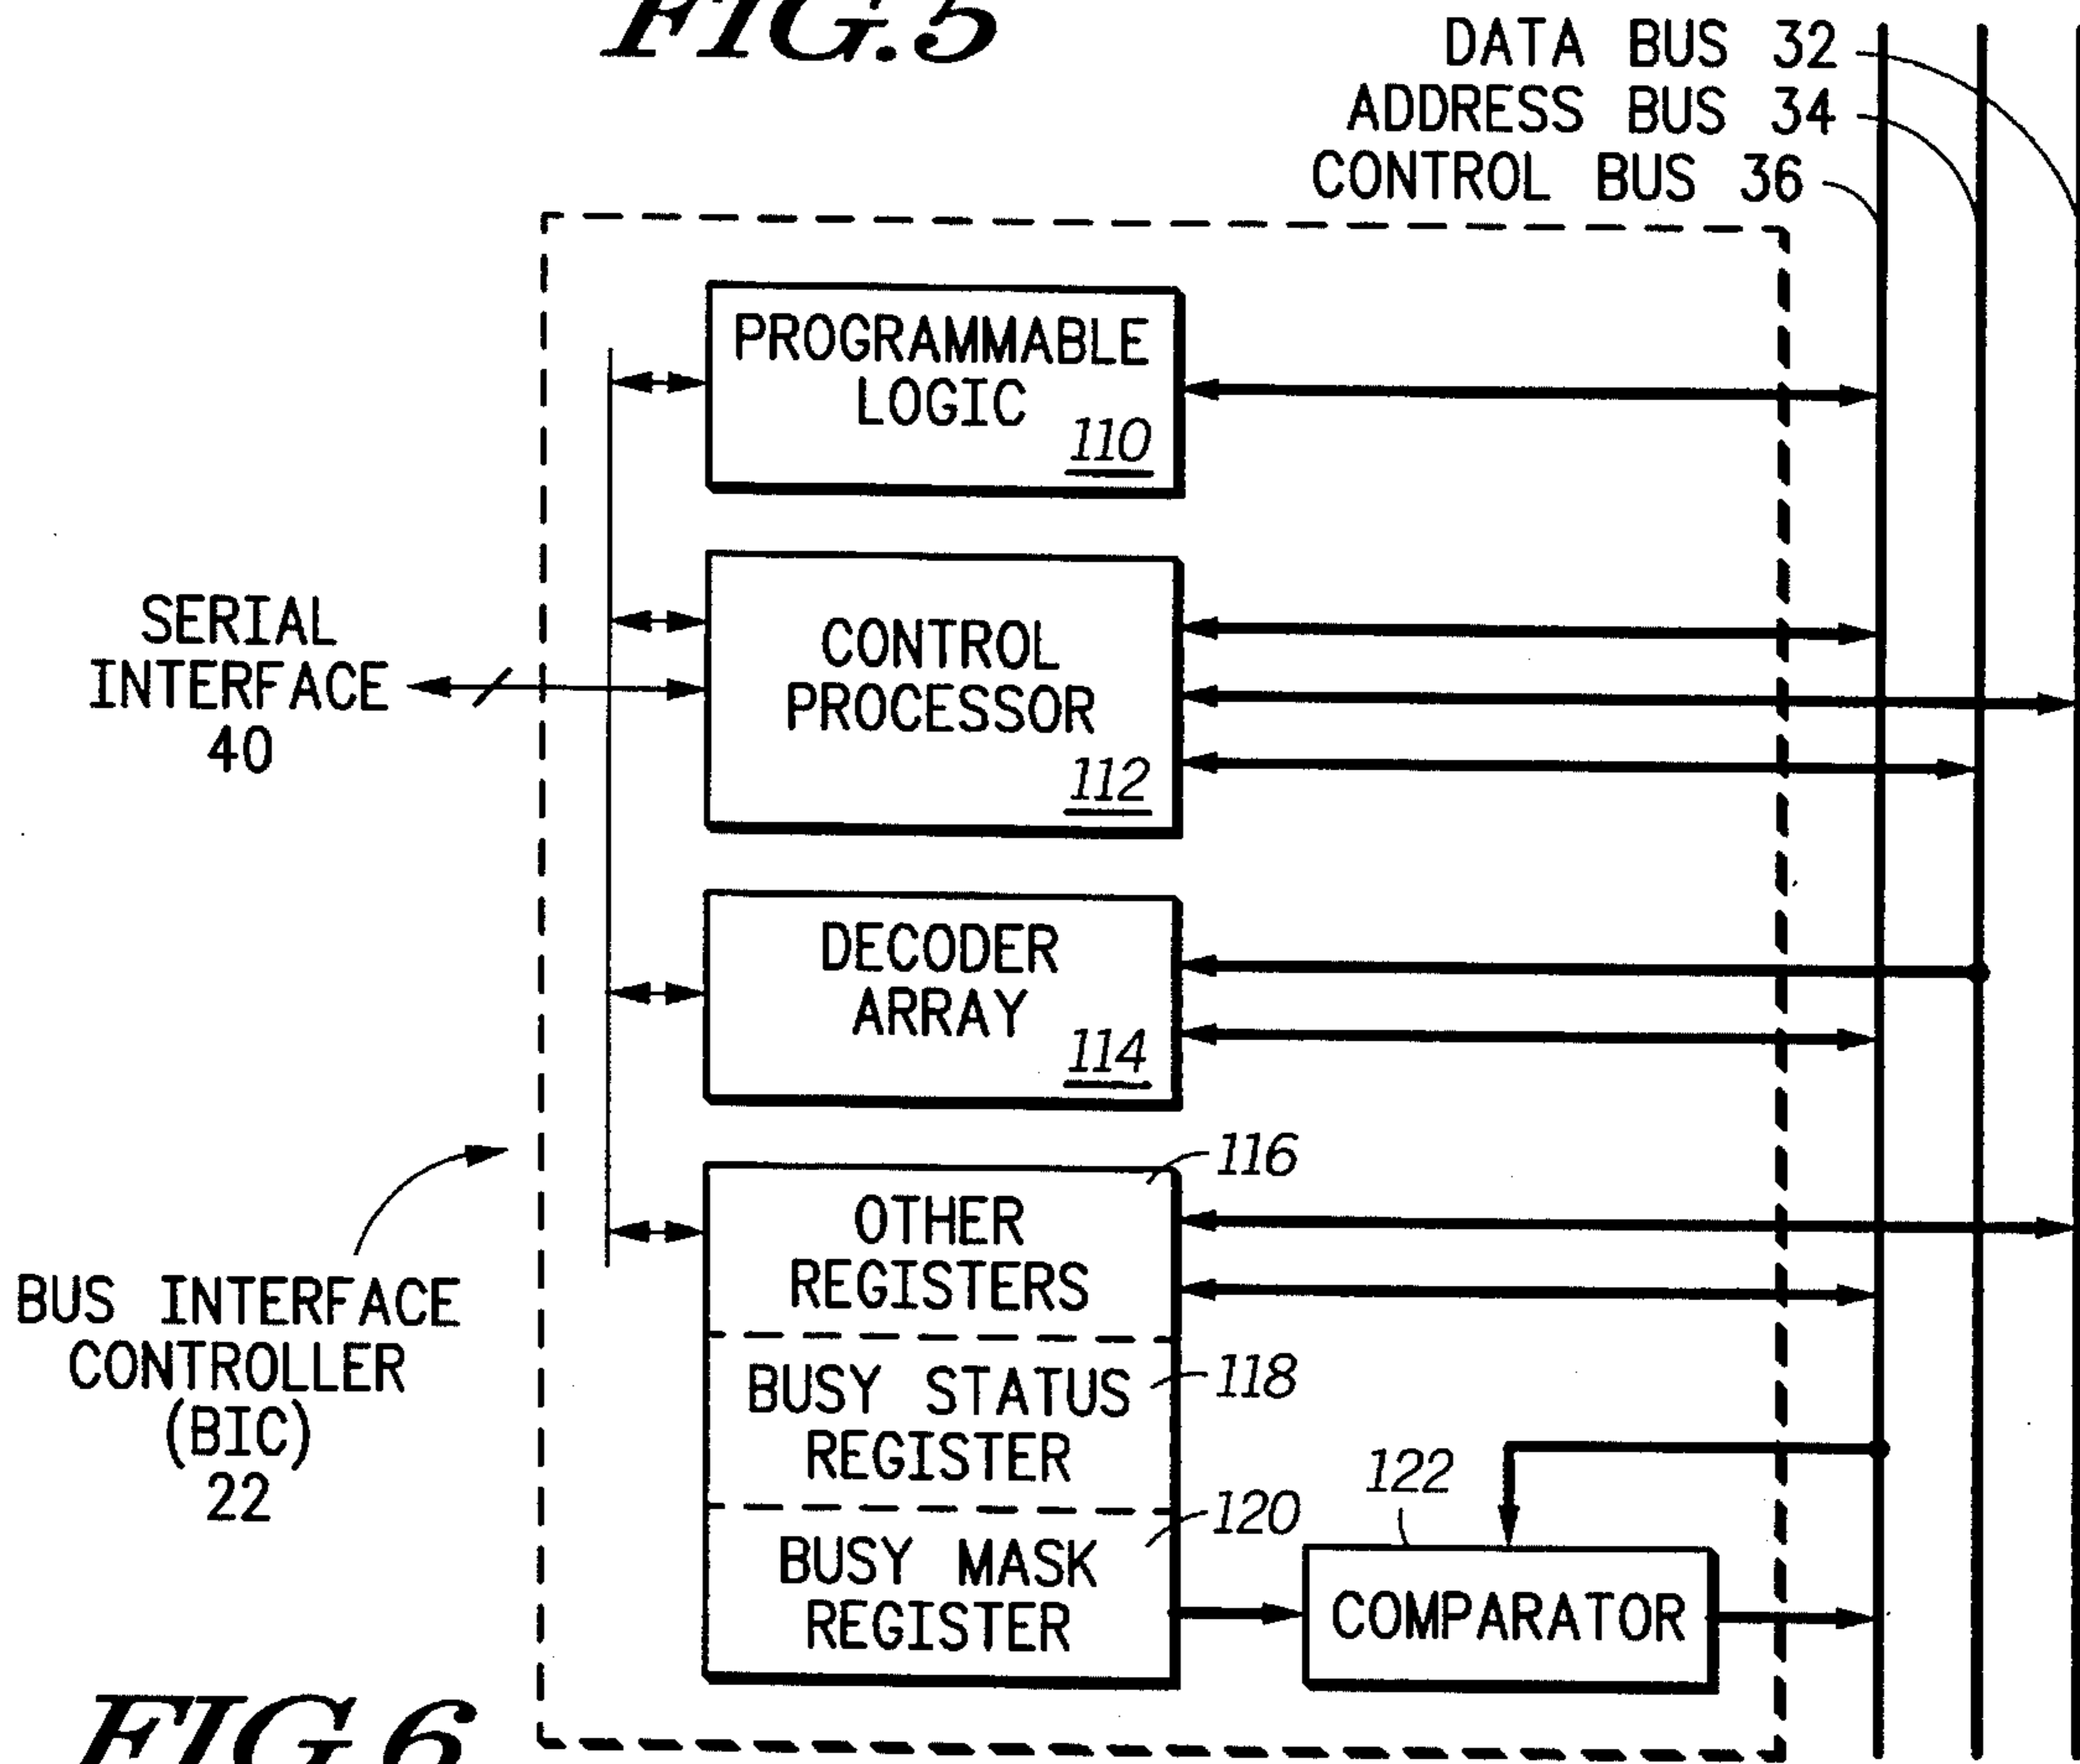 FIG.5
DATA BUS 32
ADDRESS BUS 34
CONTROL BUS 36
PROGRAMMABLE
LOGIC
110
SERIAL
INTERFACE
40
CONTROL
PROCESSOR
112
DECODER
ARRAY
114
116
OTHER
REGISTERS
BUS INTERFACE
CONTROLLER
(BIC)
22
BUSY STATUS
REGISTER
118
120
BUSY MASK
REGISTER
122
COMPARATOR
FIG.6